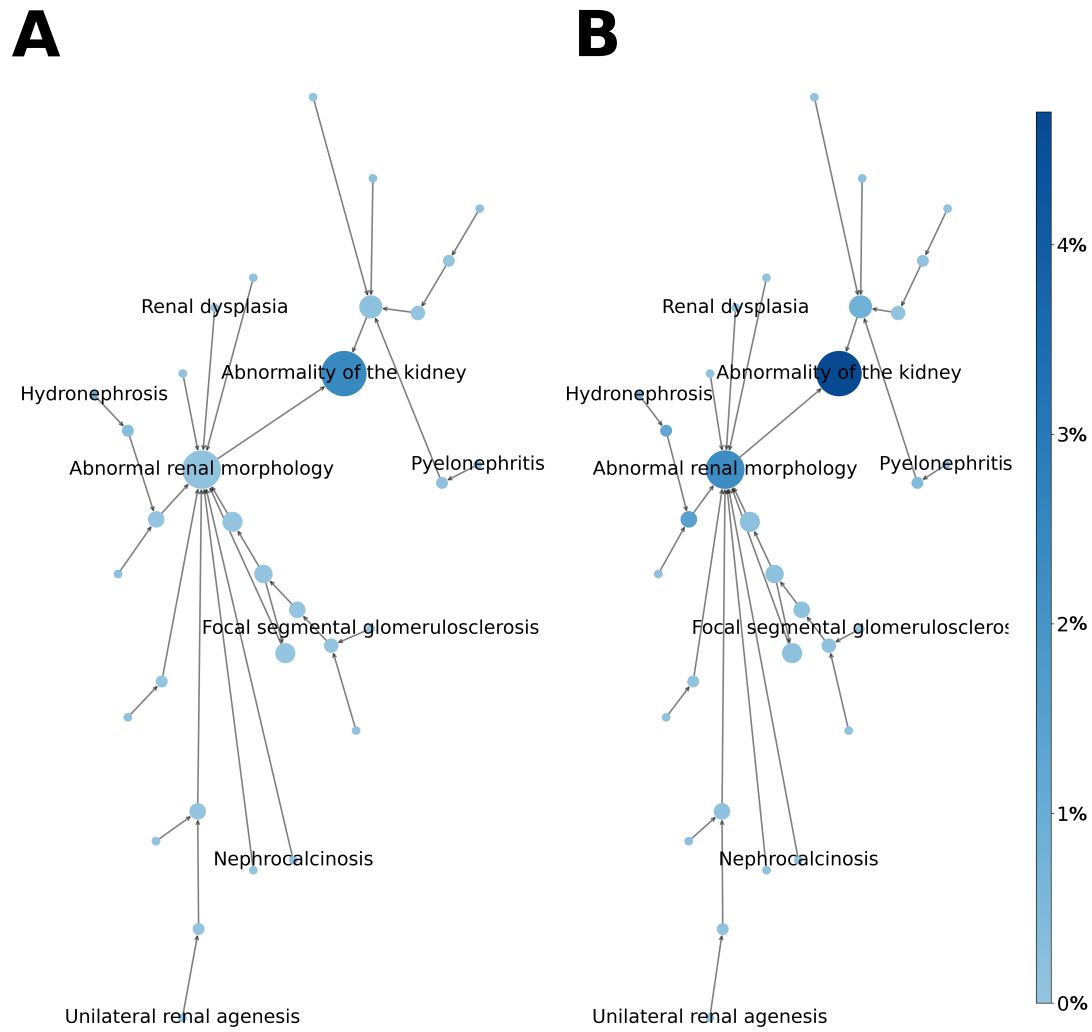 A
B
Renal dysplasia
Renal dysplasia
Abnormality of the kidney
Abnormality of the kidney
Hydronephrosis
Hydronephrosis
Abnormal renal morphology
Pyelonephritis
Abnormal renal morphology
Pyelonephritis
Focal segmental glomerulosclerosis
Focal segmental glomeruloscleros
Nephrocalcinosis
Nephrocalcinosis
Unilateral renal agenesis
Unilateral renal agenesis
4%
3%
2%
1%
0%